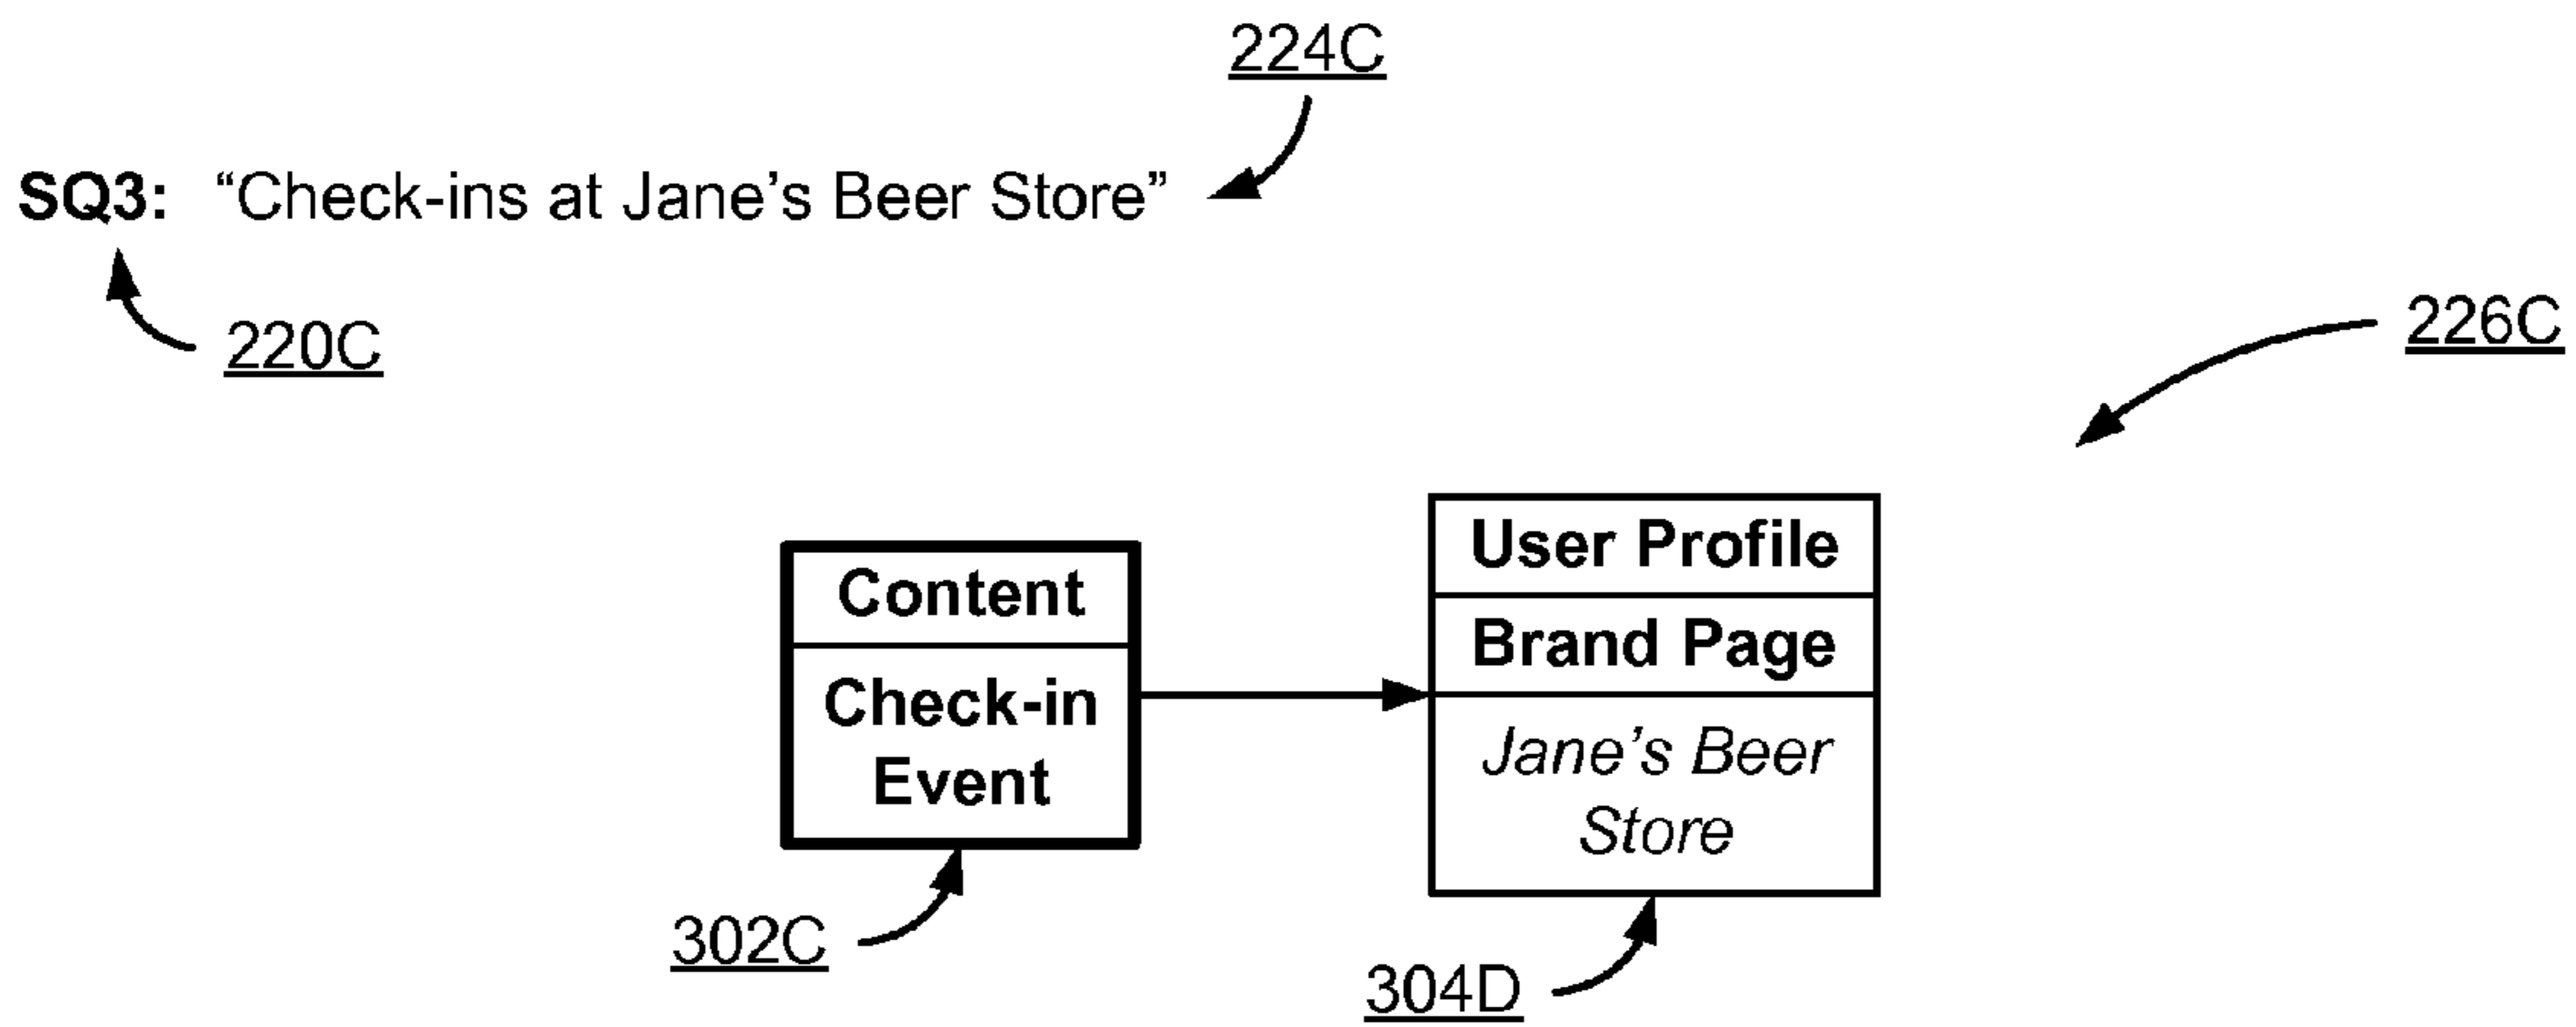 224C
SQ3: “Check-ins at Jane’s Beer Store”
220C
226C
Content
Check-in
Event
User Profile
Brand Page
Jane’s Beer
Store
302C
304D